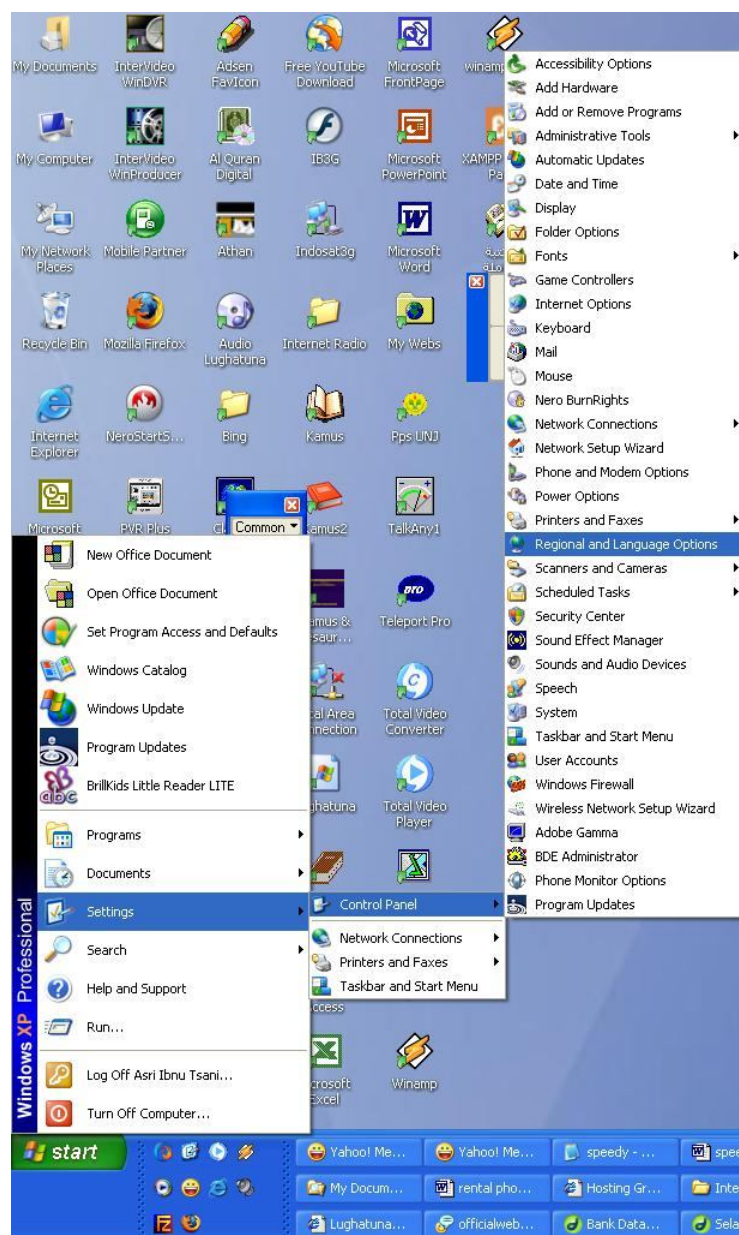 My Documents
InterVideo WinDVR
Adsen FavIcon
Free YouTube Download
Microsoft FrontPage
winamp
My Computer
InterVideo WinProducer
Al Quran Digital
IB3G
Microsoft PowerPoint
XAMPP
Pa
My Network Places
Mobile Partner
Athan
Indosat3g
Microsoft Word
Recycle Bin
Mozilla Firefox
Audio Lughatuna
Internet Radio
My Webs
Internet Explorer
NeroStartS...
Bing
Kamus
Pps UNJ
Microsoft
PVR Plus
Common
Kamus2
TalkAny1
Teleport Pro
Total Video Converter
Total Video Player
Microsoft Excel
Winamp
Accessibility Options
Add Hardware
Add or Remove Programs
Administrative Tools
Automatic Updates
Date and Time
Display
Folder Options
Fonts
Game Controllers
Internet Options
Keyboard
Mail
Mouse
Nero BurnRights
Network Connections
Network Setup Wizard
Phone and Modem Options
Power Options
Printers and Faxes
Regional and Language Options
Scanners and Cameras
Scheduled Tasks
Security Center
Sound Effect Manager
Sounds and Audio Devices
Speech
System
Taskbar and Start Menu
User Accounts
Windows Firewall
Wireless Network Setup Wizard
Adobe Gamma
BDE Administrator
Phone Monitor Options
Program Updates
New Office Document
Open Office Document
Set Program Access and Defaults
Windows Catalog
Windows Update
Program Updates
BrillKids Little Reader LITE
Programs
Documents
Settings
Search
Help and Support
Run...
Log Off Asri Ibnu Tsani...
Turn Off Computer...
Windows XP Professional
Control Panel
Network Connections
Printers and Faxes
Taskbar and Start Menu
start
Yahoo! Me...
Yahoo! Me...
speedy - ...
spee
My Docum...
rental pho...
Hosting Gr...
Inte
Lughatuna...
officialweb...
Bank Data...
Sela